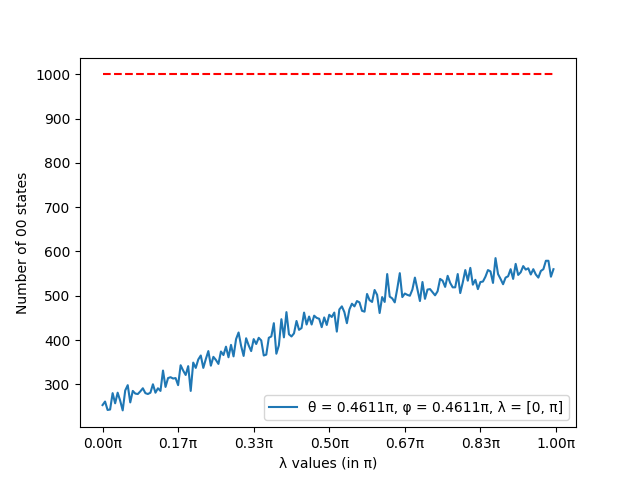 1000
900
800
700
600
500
400
300
Number of 00 states
θ = 0.4611π, φ = 0.4611π, λ = [0, π]
0.00π 0.17π 0.33π 0.50π 0.67π 0.83π 1.00π
λ values (in π)